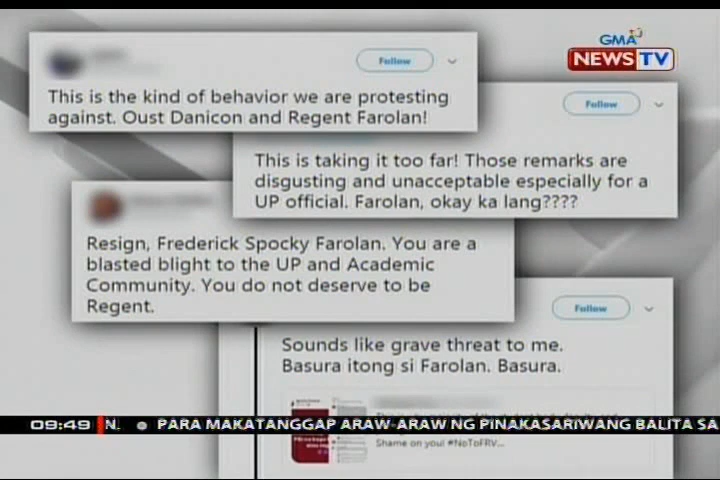 GMA
NEWS TV
Follow
This is the kind of behavior we are protesting
against. Oust Danicon and Regent Farolan!
Follow
This is taking it too far! Those remarks are
disgusting and unacceptable especially for a
UP official. Farolan, okay ka lang????
Resign, Frederick Spocky Farolan. You are a
blasted blight to the UP and Academic
Community. You do not deserve to be
Regent.
Follow
Sounds like grave threat to me.
Basura itong si Farolan. Basura.
Shame on you! #NoToFRV...
09:49 N. PARA MAKATANGGAP ARAW-ARAW NG PINAKASARIWANG BALITA SA